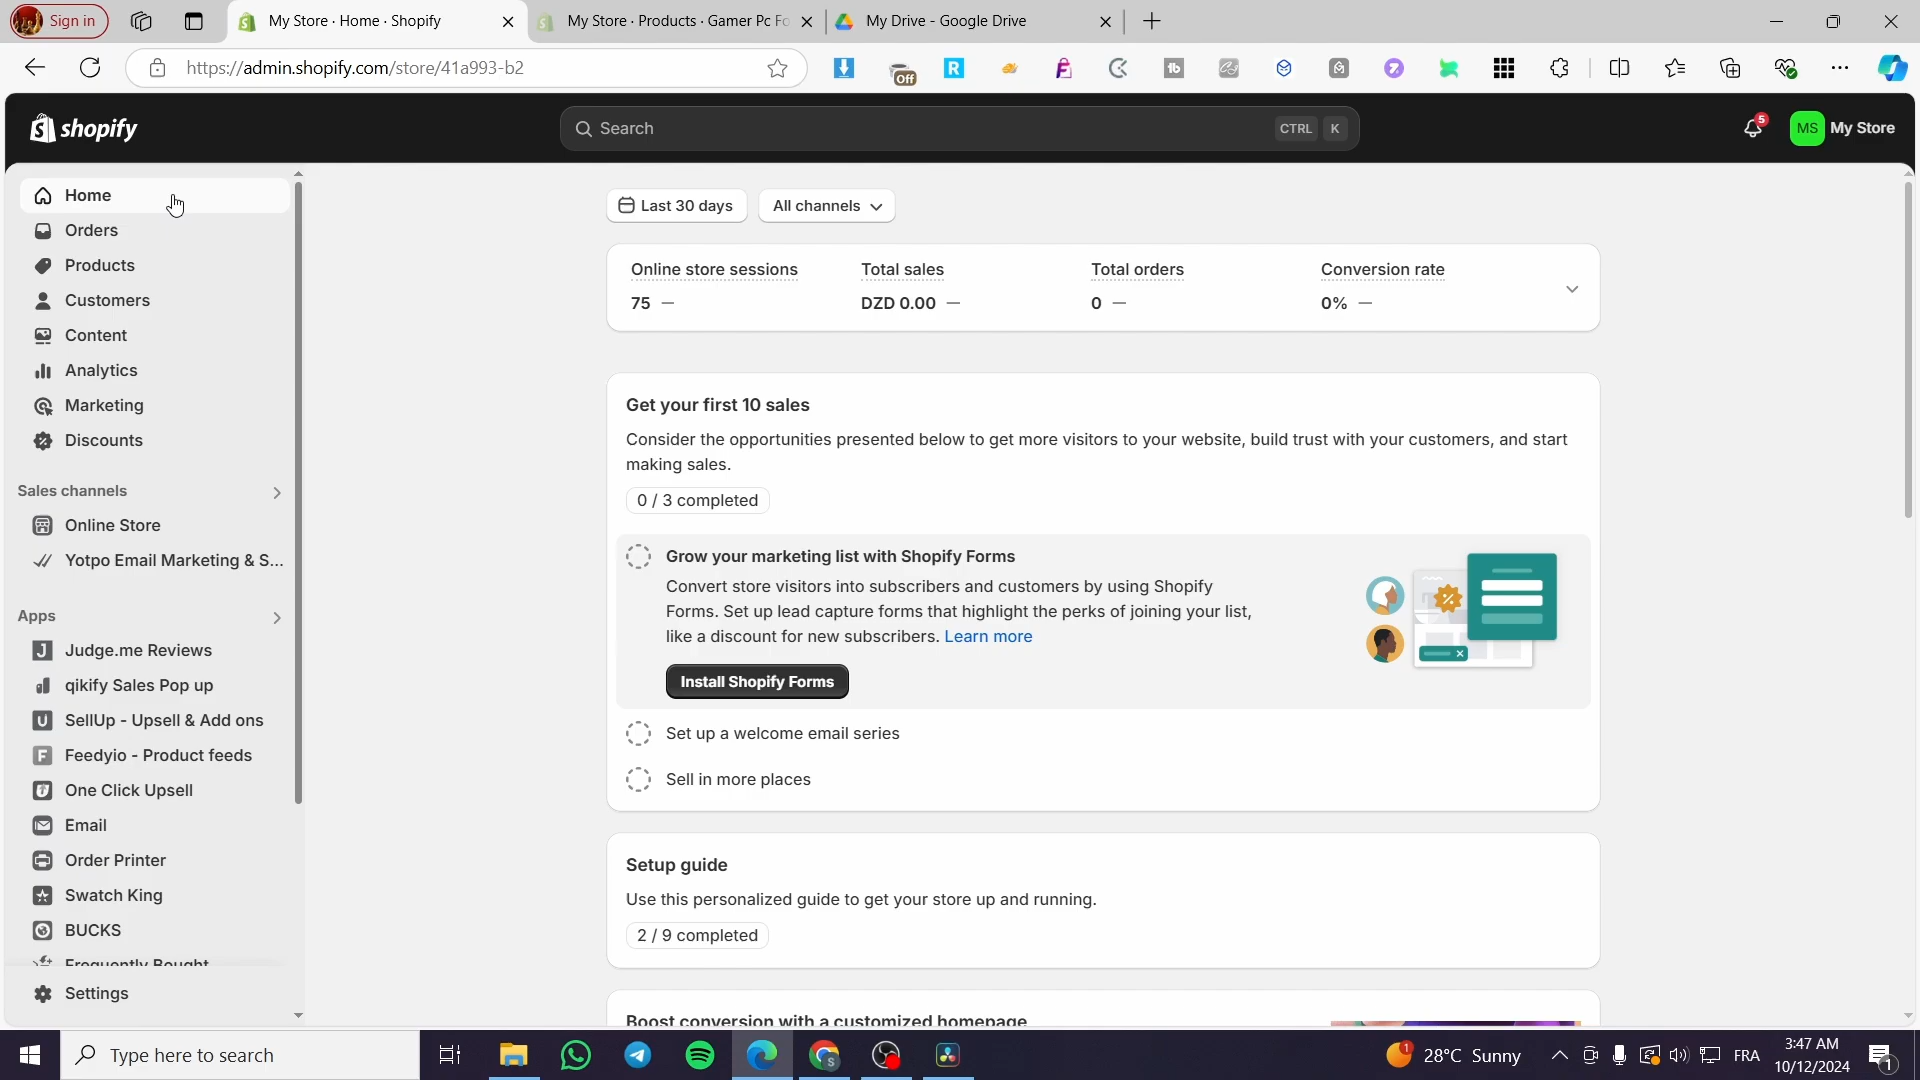 Sign in
My Store · Home · Shopify
My Store · Products · Gamer Pc Fo
My Drive - Google Drive
https://admin.shopify.com/store/41a993-b2
Off
shopify
Search
CTRL K
5
MS
My Store
Home
Orders
Products
Customers
Content
Analytics
Marketing
Discounts
Sales channels
Online Store
Yotpo Email Marketing & S...
Apps
Judge.me Reviews
qikify Sales Pop up
SellUp - Upsell & Add ons
Feedyio - Product feeds
One Click Upsell
Email
Order Printer
Swatch King
BUCKS
Frequently Bought
Settings
Last 30 days
All channels
Online store sessions
75 —
Total sales
DZD 0.00 —
Total orders
0 —
Conversion rate
0% —
Get your first 10 sales
Consider the opportunities presented below to get more visitors to your website, build trust with your customers, and start
making sales.
0 / 3 completed
Grow your marketing list with Shopify Forms
Convert store visitors into subscribers and customers by using Shopify
Forms. Set up lead capture forms that highlight the perks of joining your list,
like a discount for new subscribers. Learn more
Install Shopify Forms
Set up a welcome email series
Sell in more places
Setup guide
Use this personalized guide to get your store up and running.
2 / 9 completed
Boost conversion with a customized homepage
Type here to search
1
28°C Sunny
FRA
3:47 AM
10/12/2024
1